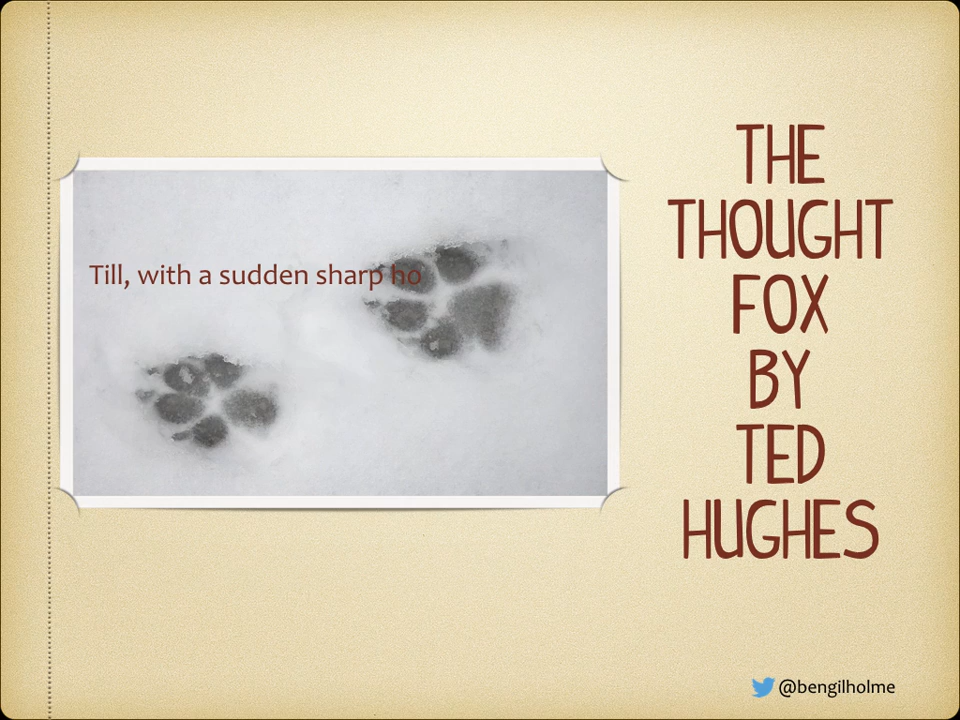 Till, with a sudden sharp ho
THE
THOUGHT
FOX
BY
TED
HUGHES
@bengilholme